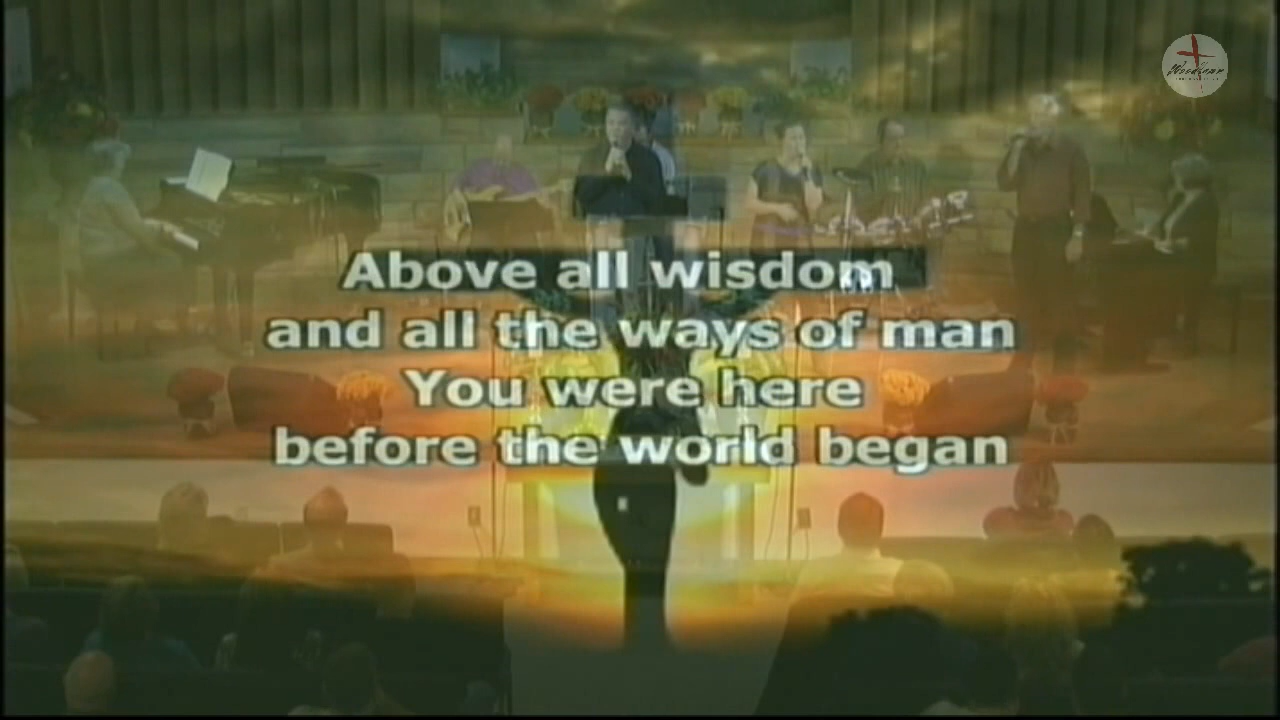 Above all wisdom
and all the ways of man
You were here
before the world began